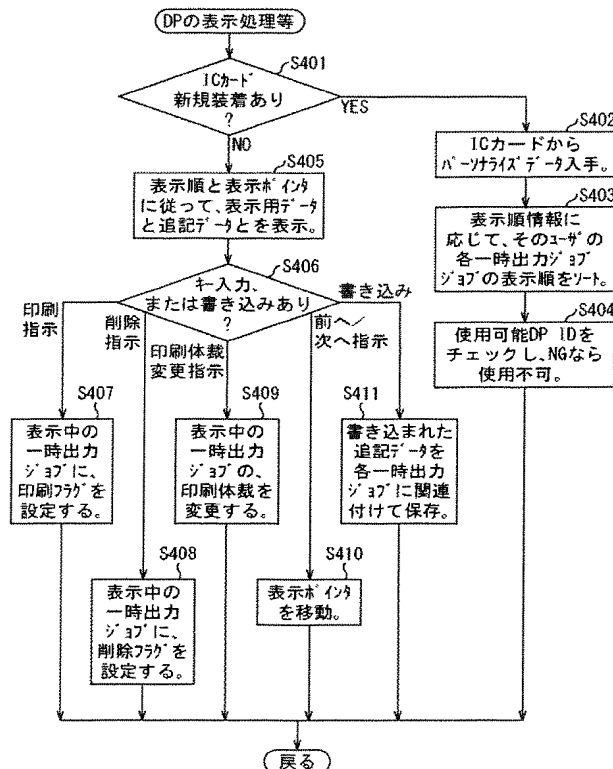 DPの表示処理等
S401
ICカード
新規装着あり
?
YES
NO
S402
ICカードから
パーソナライズデータ入手。
S403
表示順情報に
応じて、そのユーザの
各一時出力ジョブ
ジョブの表示順をソート。
S404
使用可能DP IDを
チェックし、NGなら
使用不可。
S405
表示順と表示ポインタ
に従って、表示用データ
と追記データとを表示。
S406
キー入力、
または書き込みあり
?
印刷
指示
削除
指示
印刷体裁
変更指示
前へ/
次へ指示
書き込み
S407
表示中の
一時出力
ジョブに、
印刷フラグを
設定する。
S408
表示中の
一時出力
ジョブに、
削除フラグを
設定する。
S409
表示中の
一時出力
ジョブの、
印刷体裁を
変更する。
S410
表示ポインタ
を移動。
S411
書き込まれた
追記データを
各一時出力
ジョブに関連
付けて保存。
戻る